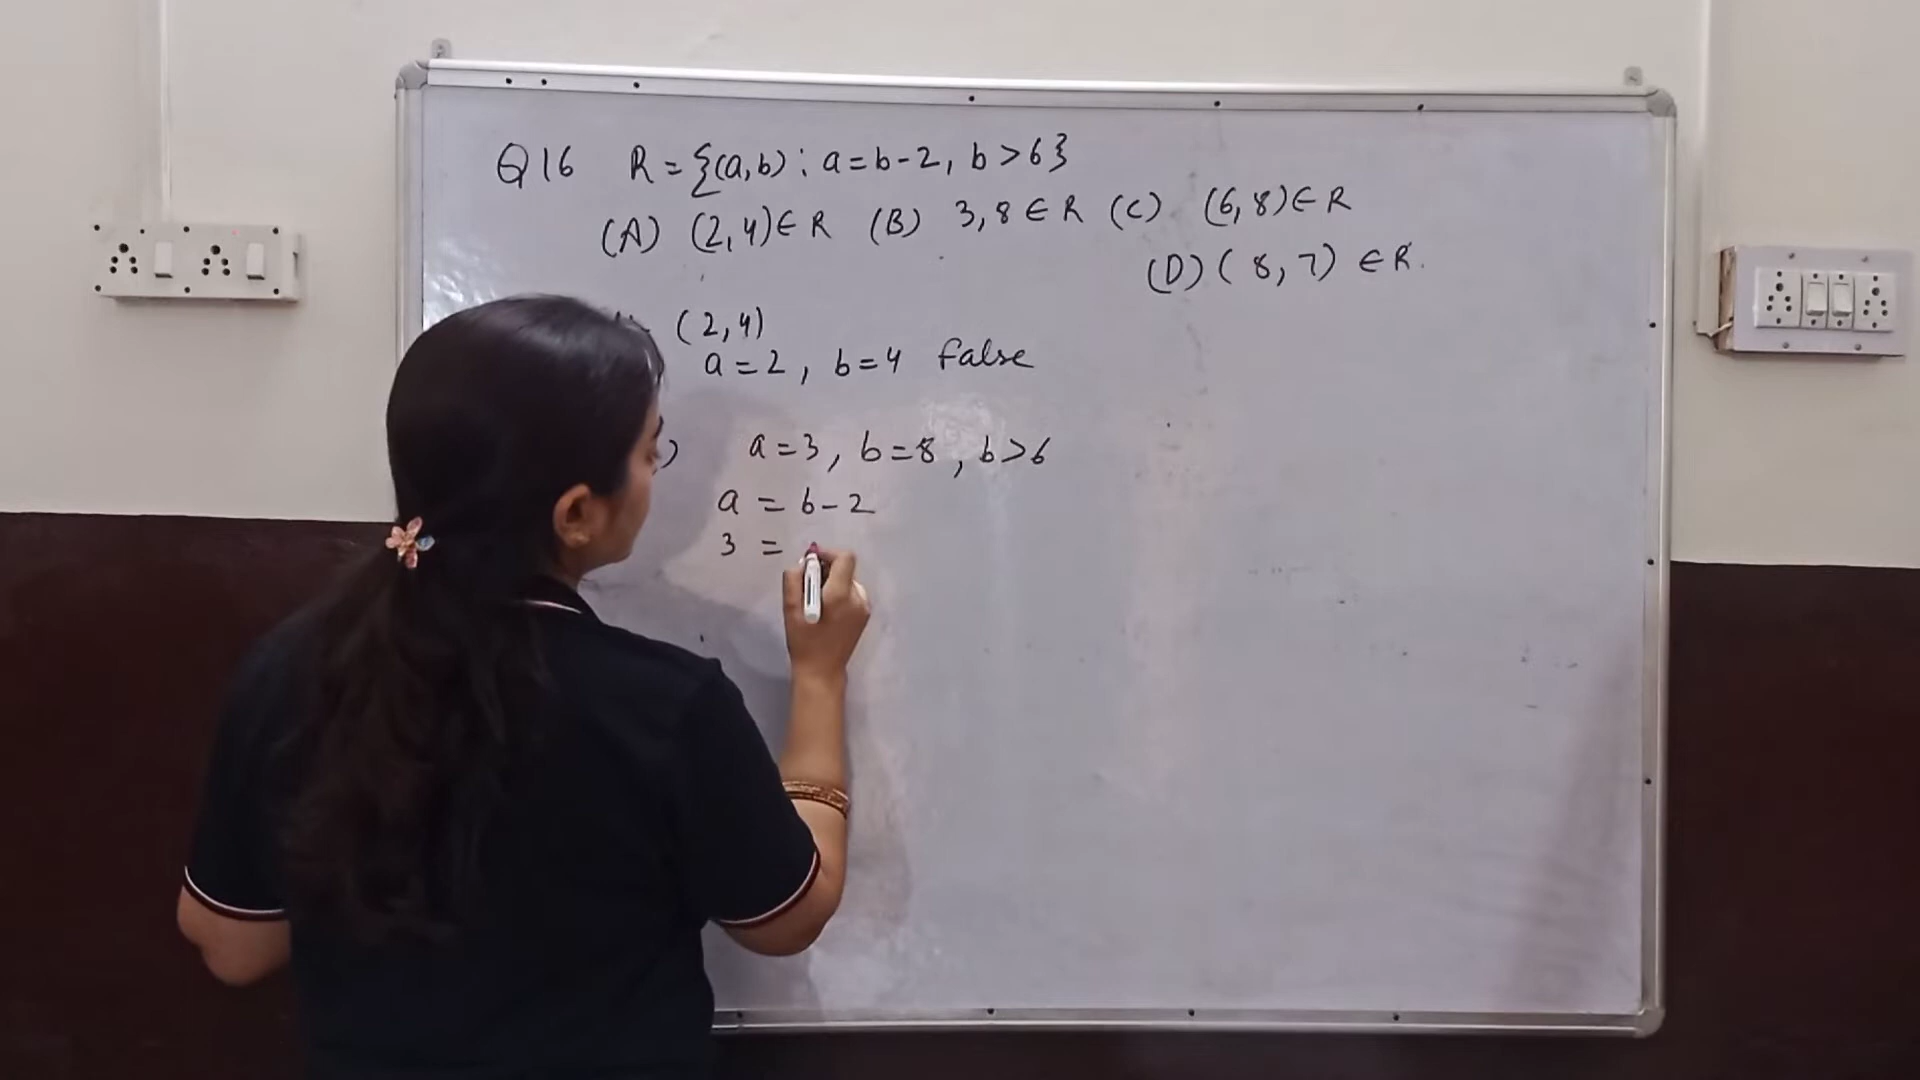 Q16 R = {(a,b) : a = b - 2, b > 6}
(A) (2,4) ∈ R (B) 3,8 ∈ R (C) (6,8) ∈ R
(D) (8,7) ∈ R.
(2,4)
a = 2, b = 4 False
) a = 3, b = 8, b > 6
a = b - 2
3 =